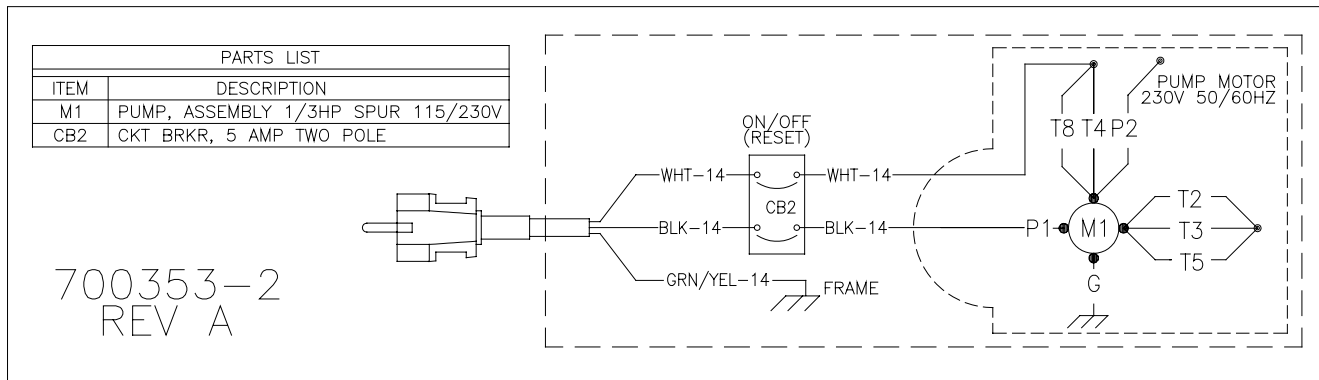 PARTS LIST
ITEM DESCRIPTION
M1 PUMP, ASSEMBLY 1/3HP SPUR 115/230V
CB2 CKT BRKR, 5 AMP TWO POLE
700353-2
REV A
ON/OFF
(RESET)
WHT-14 WHT-14
CB2
BLK-14 BLK-14
GRN/YEL-14 FRAME
PUMP MOTOR
230V 50/60HZ
T8 T4 P2
P1 M1
T2
T3
T5
G